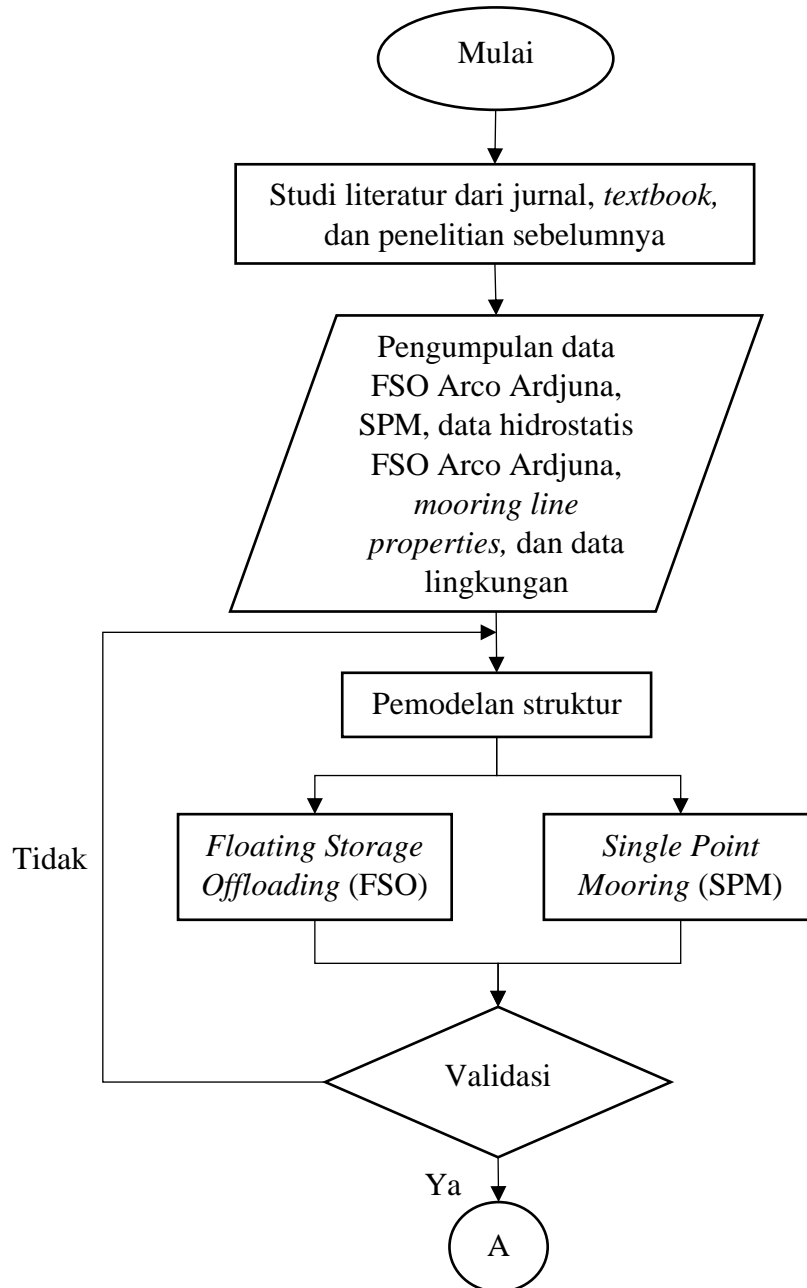 Mulai
Studi literatur dari jurnal, textbook,
dan penelitian sebelumnya
Pengumpulan data
FSO Arco Ardjuna,
SPM, data hidrostatis
FSO Arco Ardjuna,
mooring line
properties, dan data
lingkungan
Pemodelan struktur
Floating Storage
Offloading (FSO)
Single Point
Mooring (SPM)
Tidak
Validasi
Ya
A